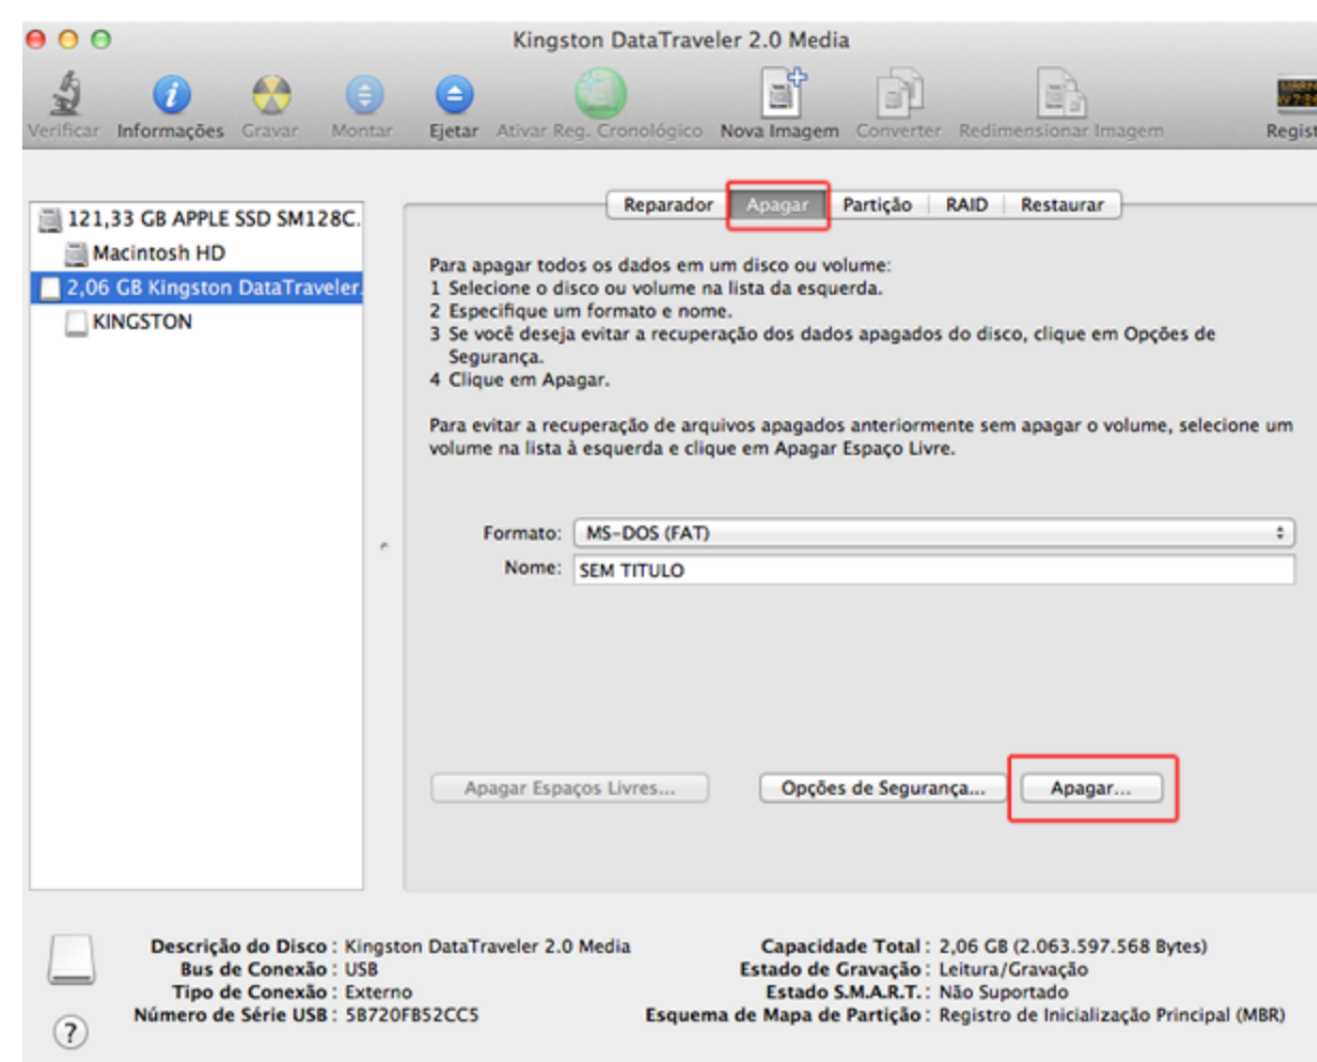 Kingston DataTraveler 2.0 Media
Verificar Informações Gravar Montar Ejetar Ativar Reg. Cronológico Nova Imagem Converter Redimensionar Imagem Regist
121,33 GB APPLE SSD SM128C.
Macintosh HD
2,06 GB Kingston DataTraveler
KINGSTON
Reparador Apagar Partição RAID Restaurar
Para apagar todos os dados em um disco ou volume:
1 Selecione o disco ou volume na lista da esquerda.
2 Especifique um formato e nome.
3 Se você deseja evitar a recuperação dos dados apagados do disco, clique em Opções de
Segurança.
4 Clique em Apagar.
Para evitar a recuperação de arquivos apagados anteriormente sem apagar o volume, selecione um
volume na lista à esquerda e clique em Apagar Espaço Livre.
Formato: MS-DOS (FAT)
Nome: SEM TITULO
Apagar Espaços Livres... Opções de Segurança... Apagar...
Descrição do Disco : Kingston DataTraveler 2.0 Media
Bus de Conexão : USB
Tipo de Conexão : Externo
Número de Série USB : 5B720FB52CC5
Capacidade Total : 2,06 GB (2.063.597.568 Bytes)
Estado de Gravação : Leitura/Gravação
Estado S.M.A.R.T. : Não Suportado
Esquema de Mapa de Partição : Registro de Inicialização Principal (MBR)
?